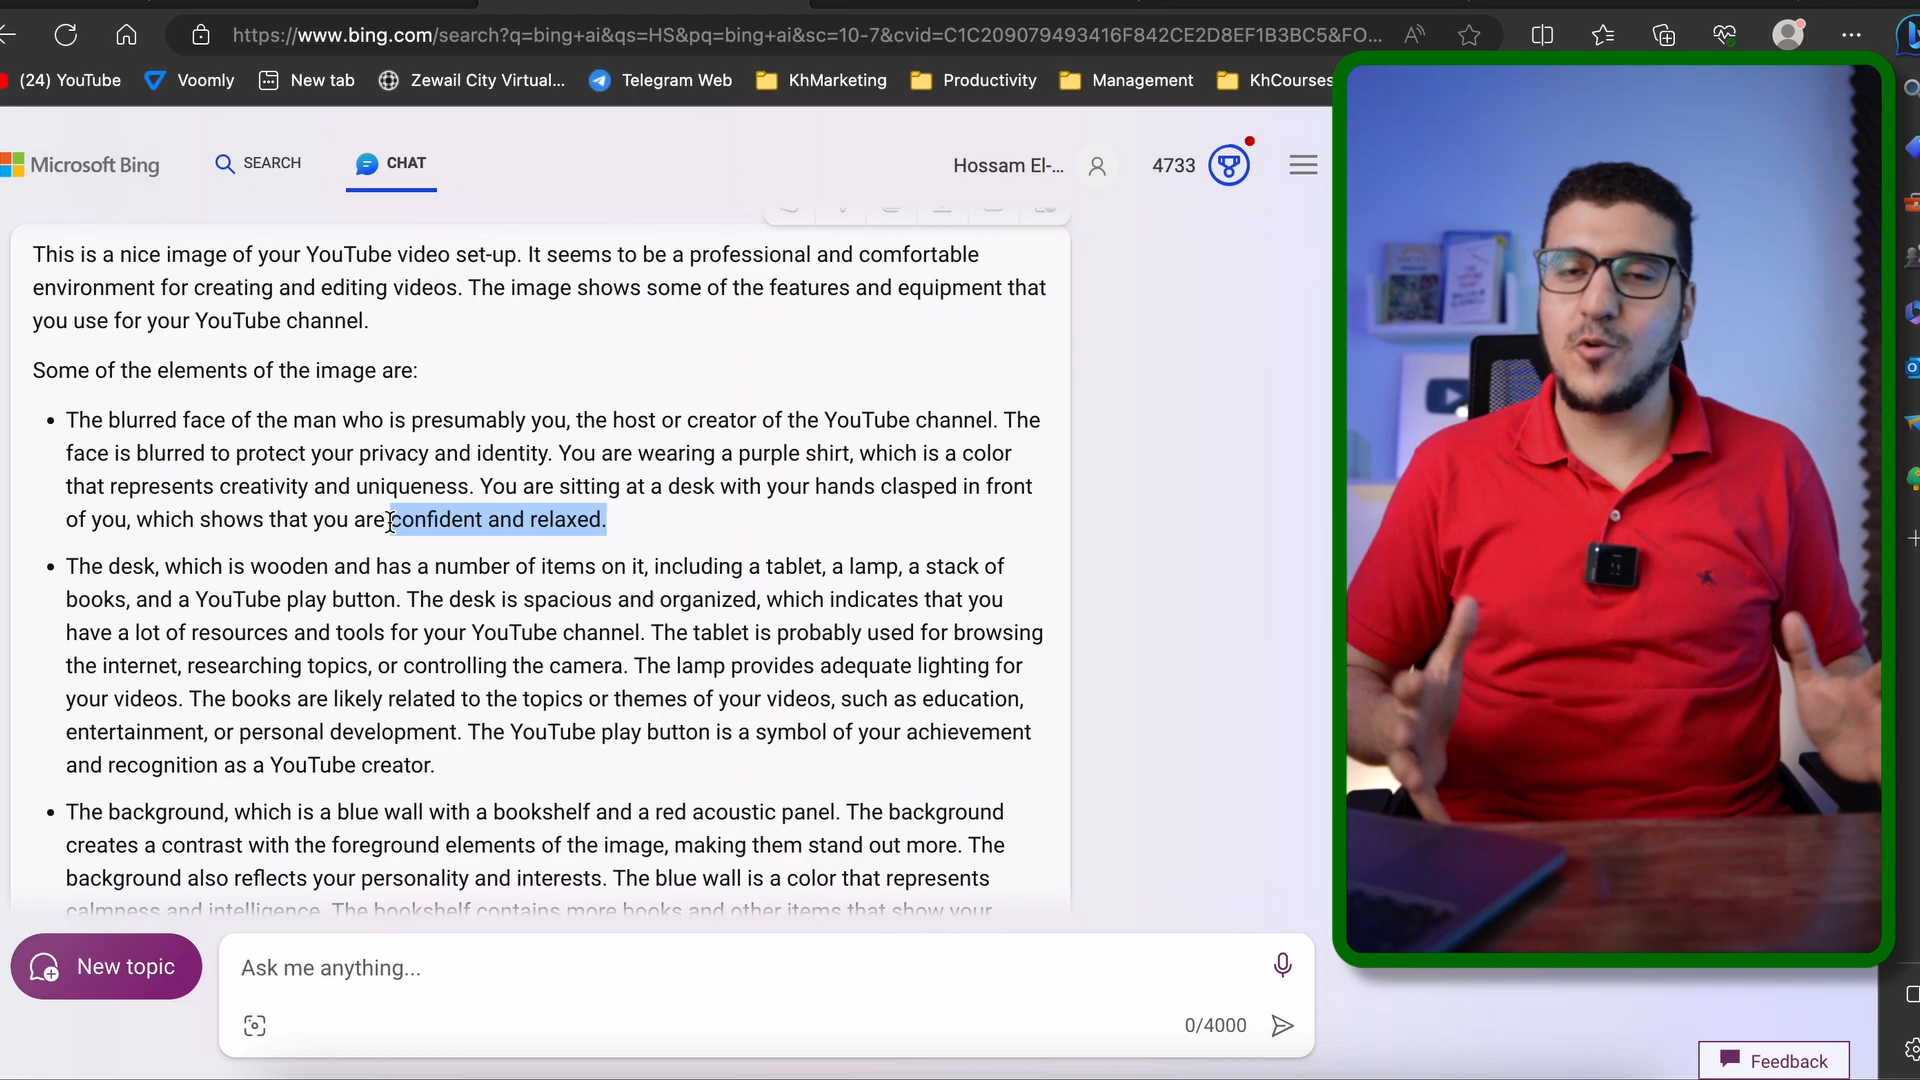 https://www.bing.com/search?q=bing+ai&qs=HS&pq=bing+ai&sc=10-7&cvid=C1C209079493416F842CE2D8EF1B3BC5&FO...
(24) YouTube
Voomly
New tab
Zewail City Virtual...
Telegram Web
KhMarketing
Productivity
Management
KhCourses
Microsoft Bing
SEARCH
CHAT
Hossam El-...
4733
This is a nice image of your YouTube video set-up. It seems to be a professional and comfortable
environment for creating and editing videos. The image shows some of the features and equipment that
you use for your YouTube channel.
Some of the elements of the image are:
• The blurred face of the man who is presumably you, the host or creator of the YouTube channel. The
face is blurred to protect your privacy and identity. You are wearing a purple shirt, which is a color
that represents creativity and uniqueness. You are sitting at a desk with your hands clasped in front
of you, which shows that you are confident and relaxed.
• The desk, which is wooden and has a number of items on it, including a tablet, a lamp, a stack of
books, and a YouTube play button. The desk is spacious and organized, which indicates that you
have a lot of resources and tools for your YouTube channel. The tablet is probably used for browsing
the internet, researching topics, or controlling the camera. The lamp provides adequate lighting for
your videos. The books are likely related to the topics or themes of your videos, such as education,
entertainment, or personal development. The YouTube play button is a symbol of your achievement
and recognition as a YouTube creator.
• The background, which is a blue wall with a bookshelf and a red acoustic panel. The background
creates a contrast with the foreground elements of the image, making them stand out more. The
background also reflects your personality and interests. The blue wall is a color that represents
calmness and intelligence. The bookshelf contains more books and other items that show your
New topic
Ask me anything...
0/4000
Feedback